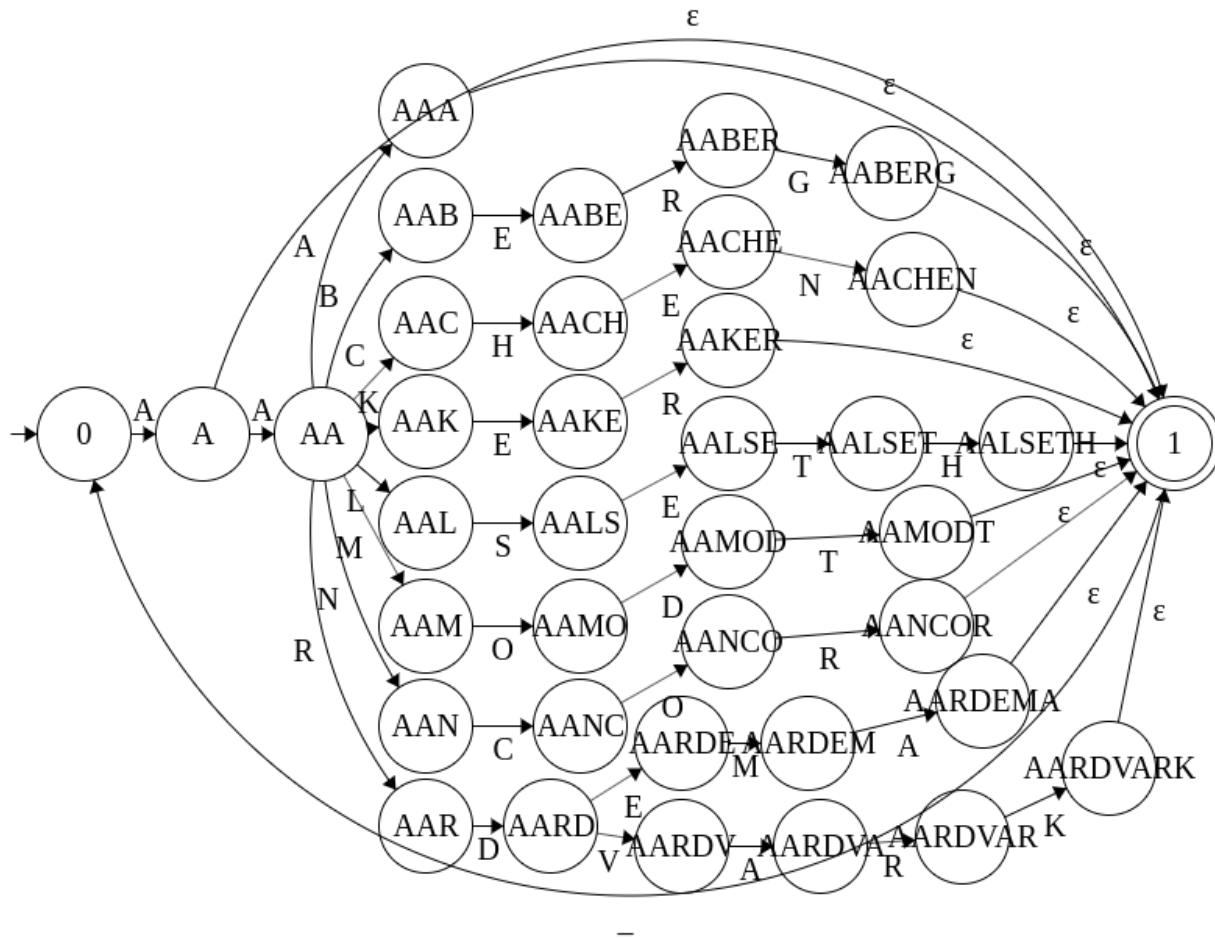 ε
ε
AAA
AABER
G
AABERG
A
AAB
E
AABE
R
B
AACHE
N
AACHEN
ε
ε
C
AAC
H
AACH
E
AAKER
ε
K
AAK
E
AAKE
R
0
A
A
A
AA
AALSE
T
AALSET
H
AALSETH
ε
1
L
AAL
S
AALS
E
M
AAMOD
T
AAMODT
ε
N
AAM
O
AAMO
D
R
AANCO
R
AANCOR
ε
AAN
C
AANC
O
AARDE
M
AARDEM
A
AARDEMA
ε
AAR
D
AARD
E
V
AARDV
A
AARDVA
R
AARDVAR
K
AARDVARK
_